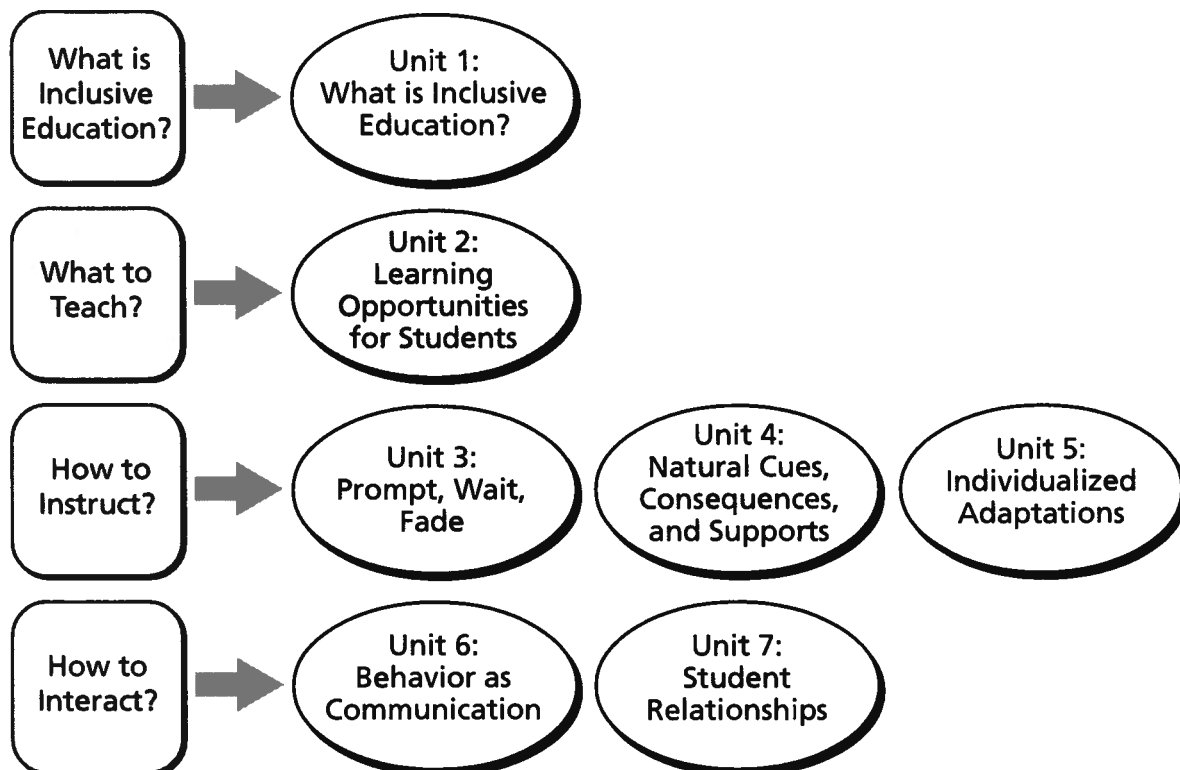 What is
Inclusive
Education?
Unit 1:
What is Inclusive
Education?
What to
Teach?
Unit 2:
Learning
Opportunities
for Students
How to
Instruct?
Unit 3:
Prompt, Wait,
Fade
Unit 4:
Natural Cues,
Consequences,
and Supports
Unit 5:
Individualized
Adaptations
How to
Interact?
Unit 6:
Behavior as
Communication
Unit 7:
Student
Relationships